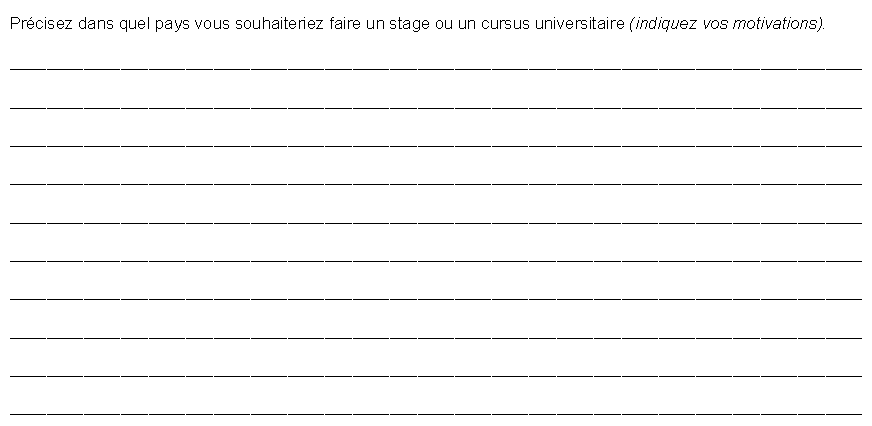 Précisez dans quel pays vous souhaiteriez faire un stage ou un cursus universitaire (indiquez vos motivations).